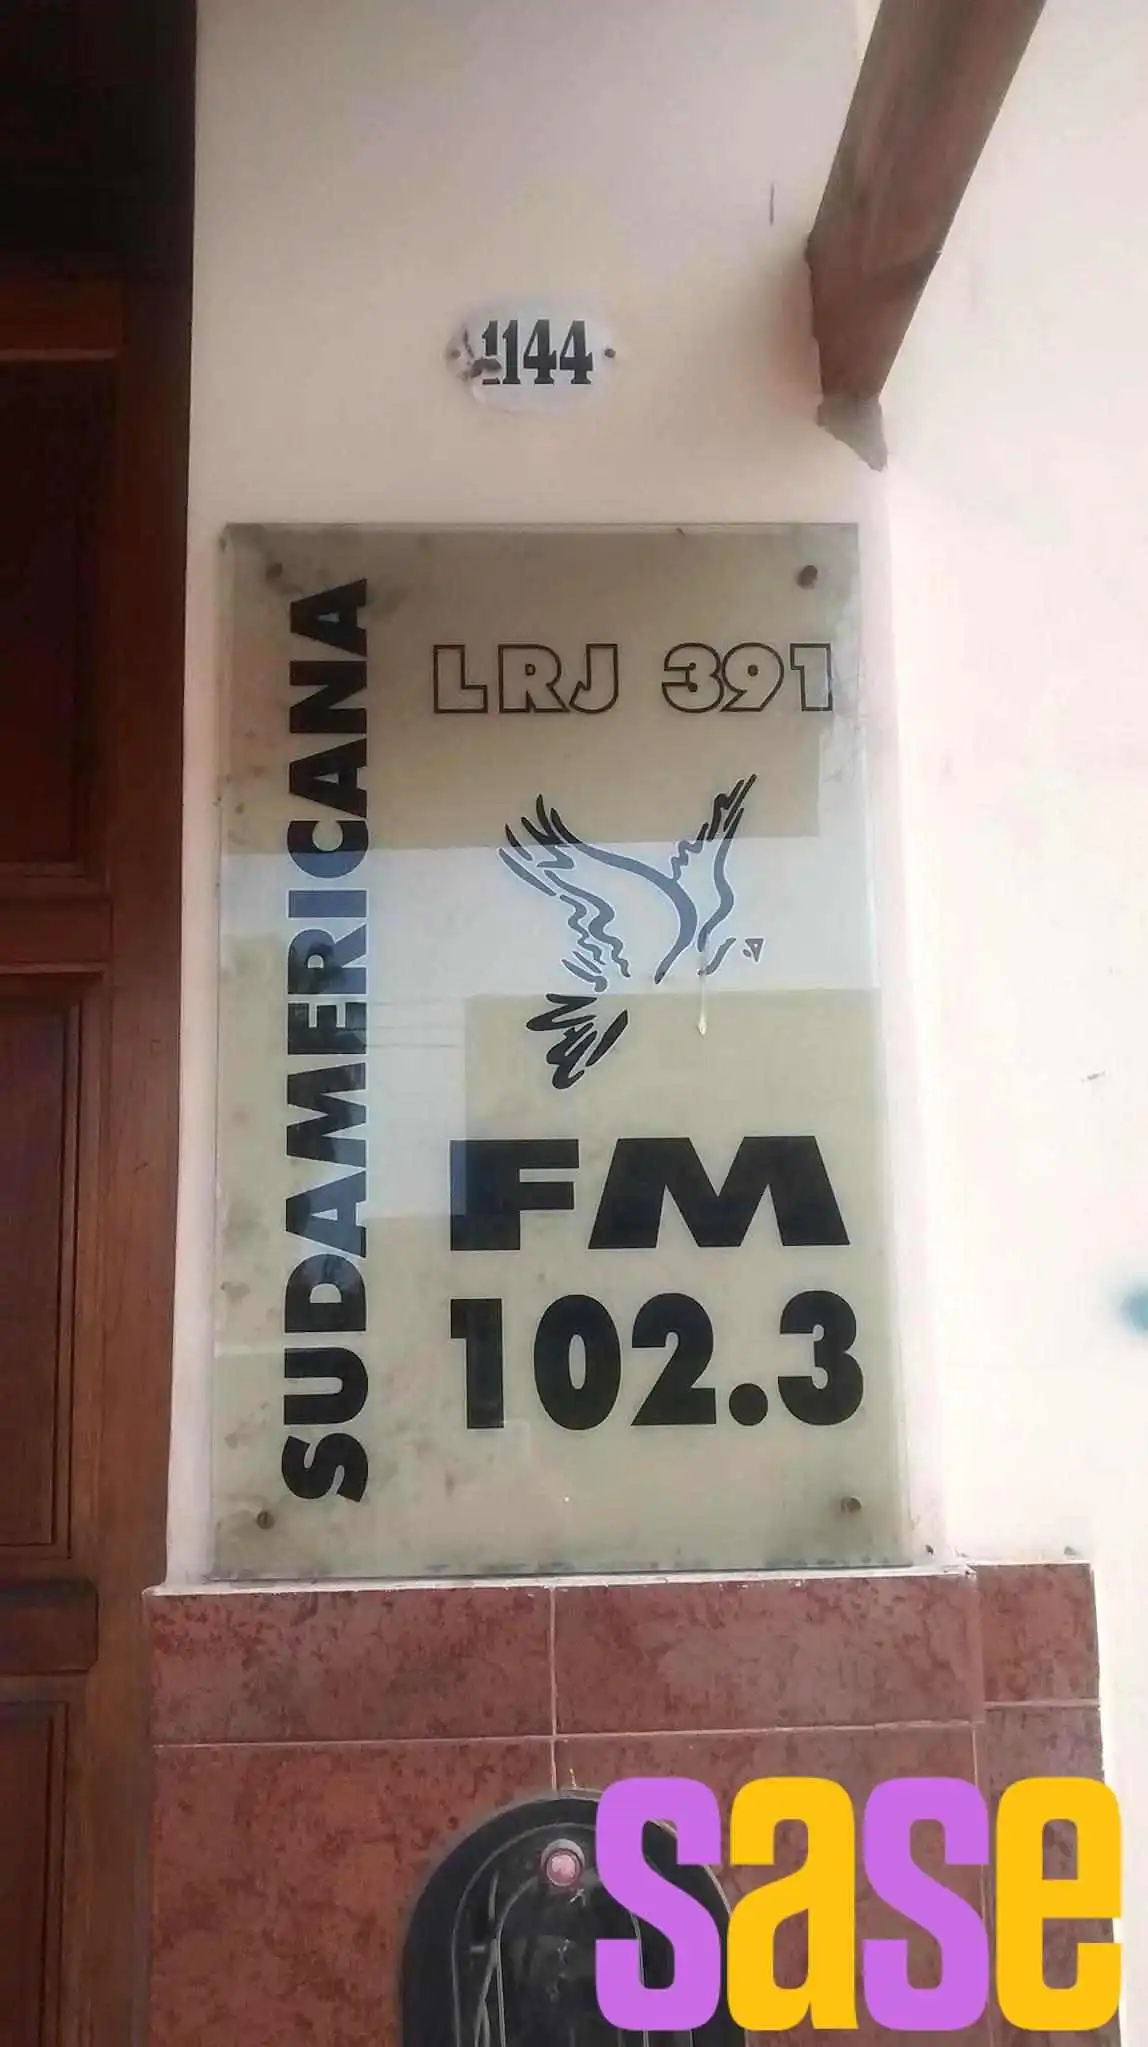 1144
SUDAMERICANA
LRJ 391
FM
102.3
sase